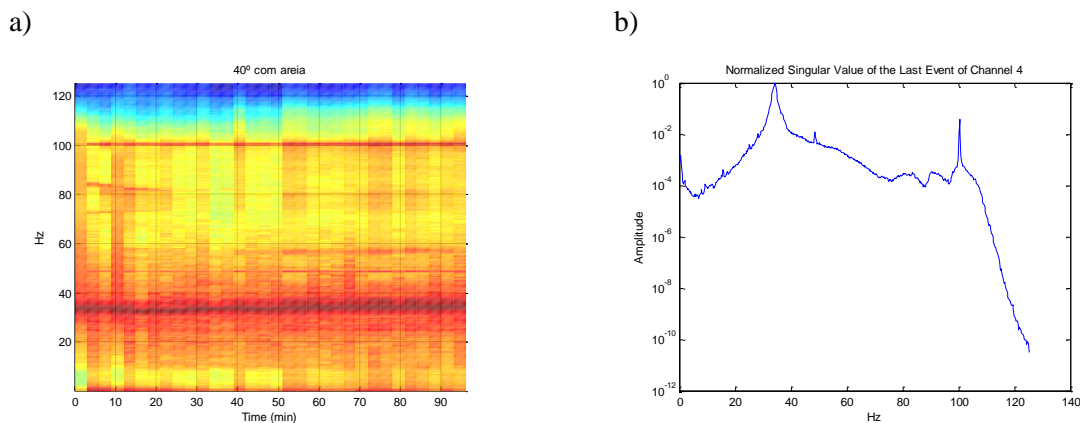 a)
b)
40º com areia
Hz
120
100
80
60
40
20
0 10 20 30 40 50 60 70 80 90
Time (min)
Normalized Singular Value of the Last Event of Channel 4
Amplitude
10^0
10^-2
10^-4
10^-6
10^-8
10^-10
10^-12
0 20 40 60 80 100 120 140
Hz